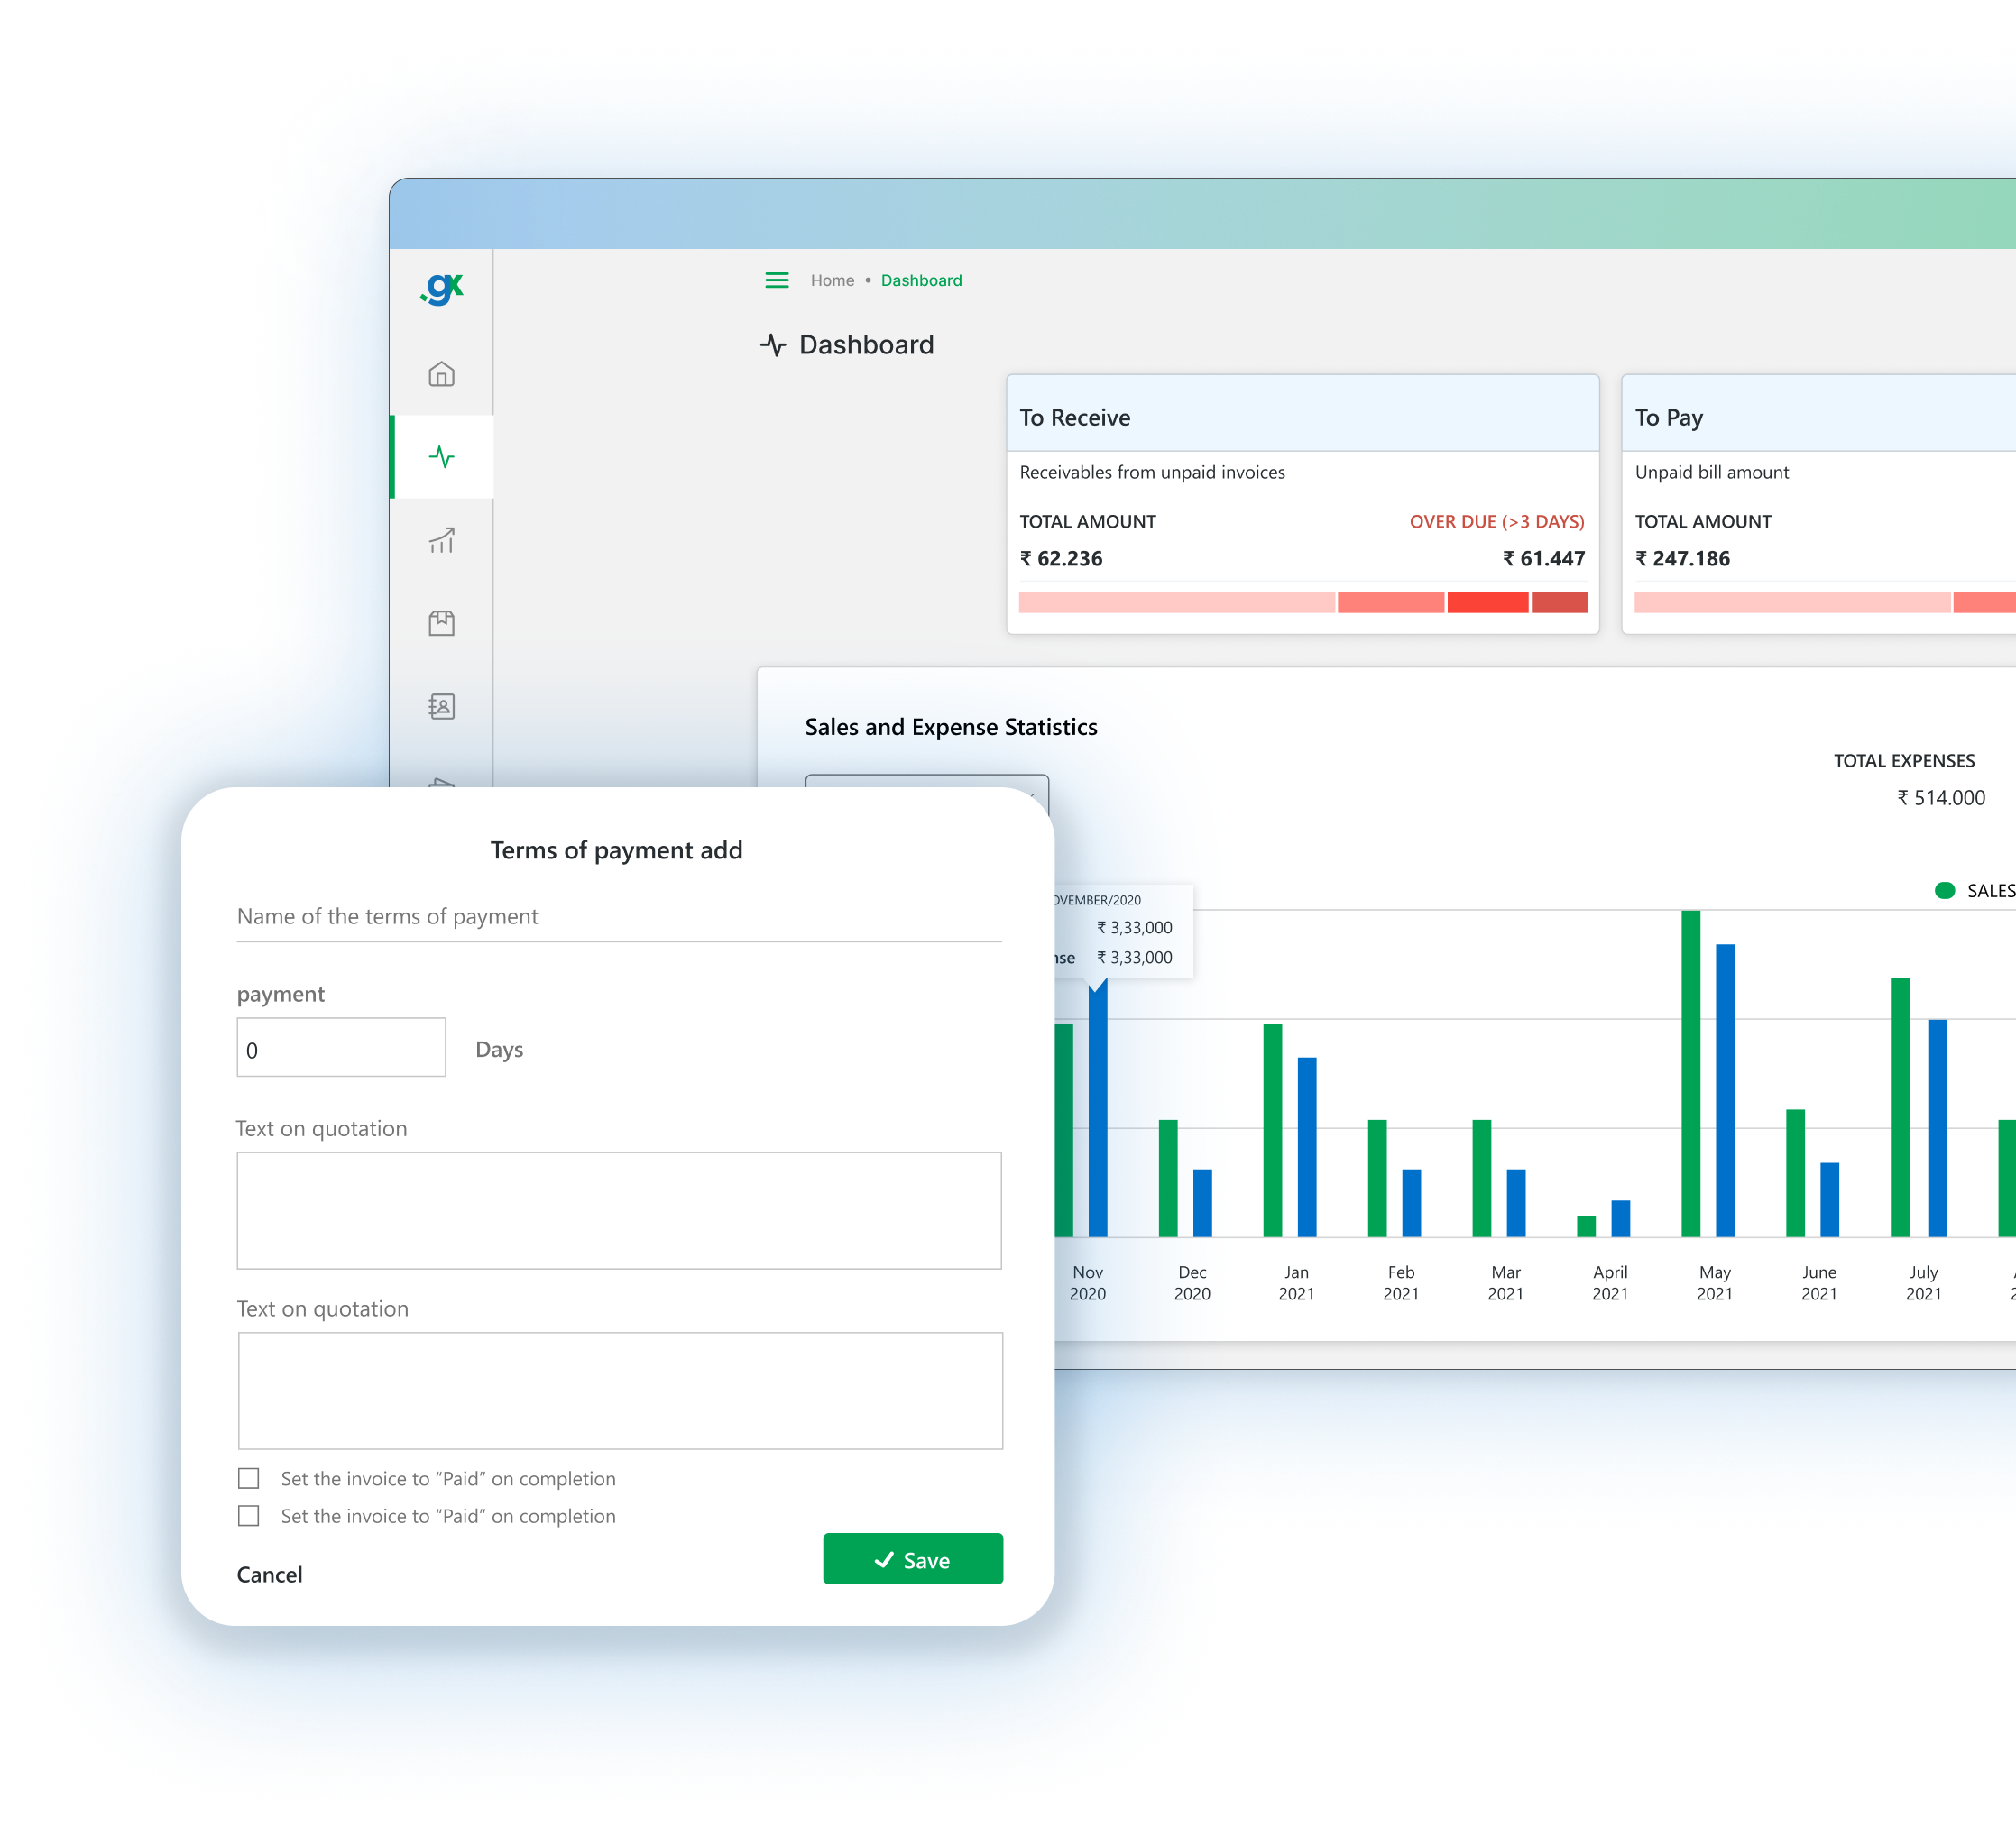 .gx
Home • Dashboard
Dashboard
To Receive
Receivables from unpaid invoices
TOTAL AMOUNT OVER DUE (>3 DAYS)
₹ 62.236 ₹ 61.447
To Pay
Unpaid bill amount
TOTAL AMOUNT
₹ 247.186
Sales and Expense Statistics
TOTAL EXPENSES
₹ 514.000
SALES
OVEMBER/2020
₹ 3,33,000
nse ₹ 3,33,000
Nov 2020
Dec 2020
Jan 2021
Feb 2021
Mar 2021
April 2021
May 2021
June 2021
July 2021
Terms of payment add
Name of the terms of payment
payment
0 Days
Text on quotation
Text on quotation
Set the invoice to “Paid” on completion
Set the invoice to “Paid” on completion
Cancel
Save